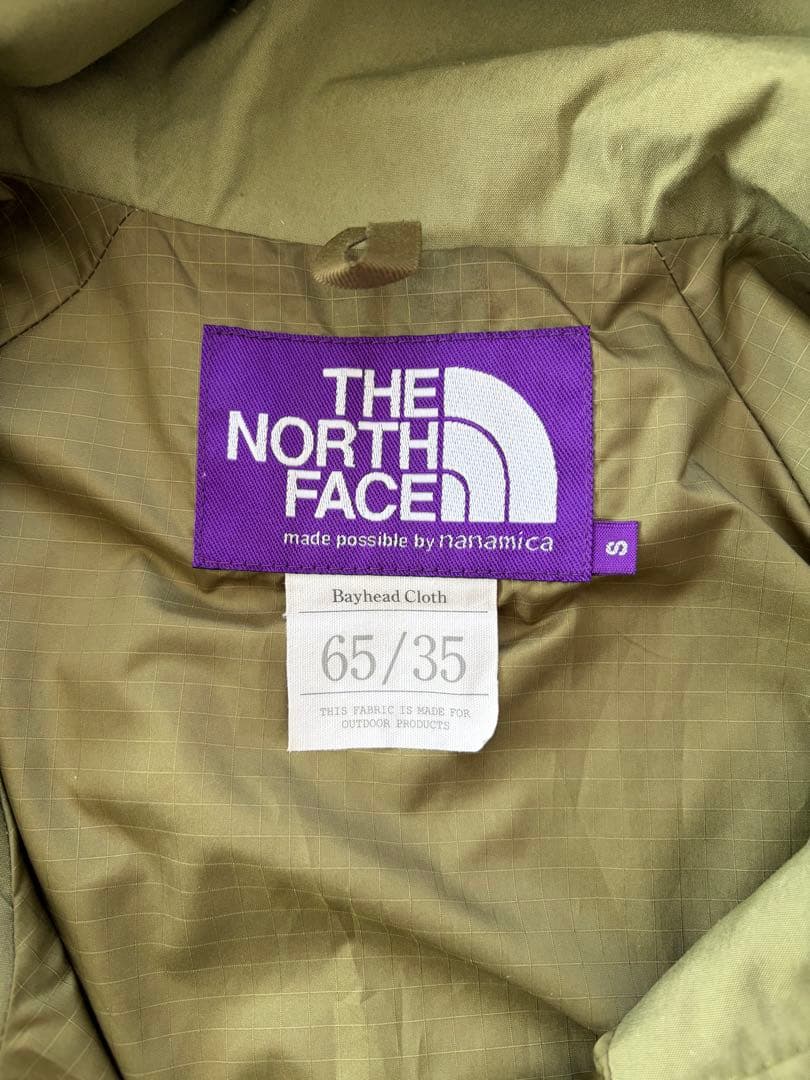 THE
NORTH
FACE
made possible by nanamica
S
Bayhead Cloth
65/35
THIS FABRIC IS MADE FOR
OUTDOOR PRODUCTS